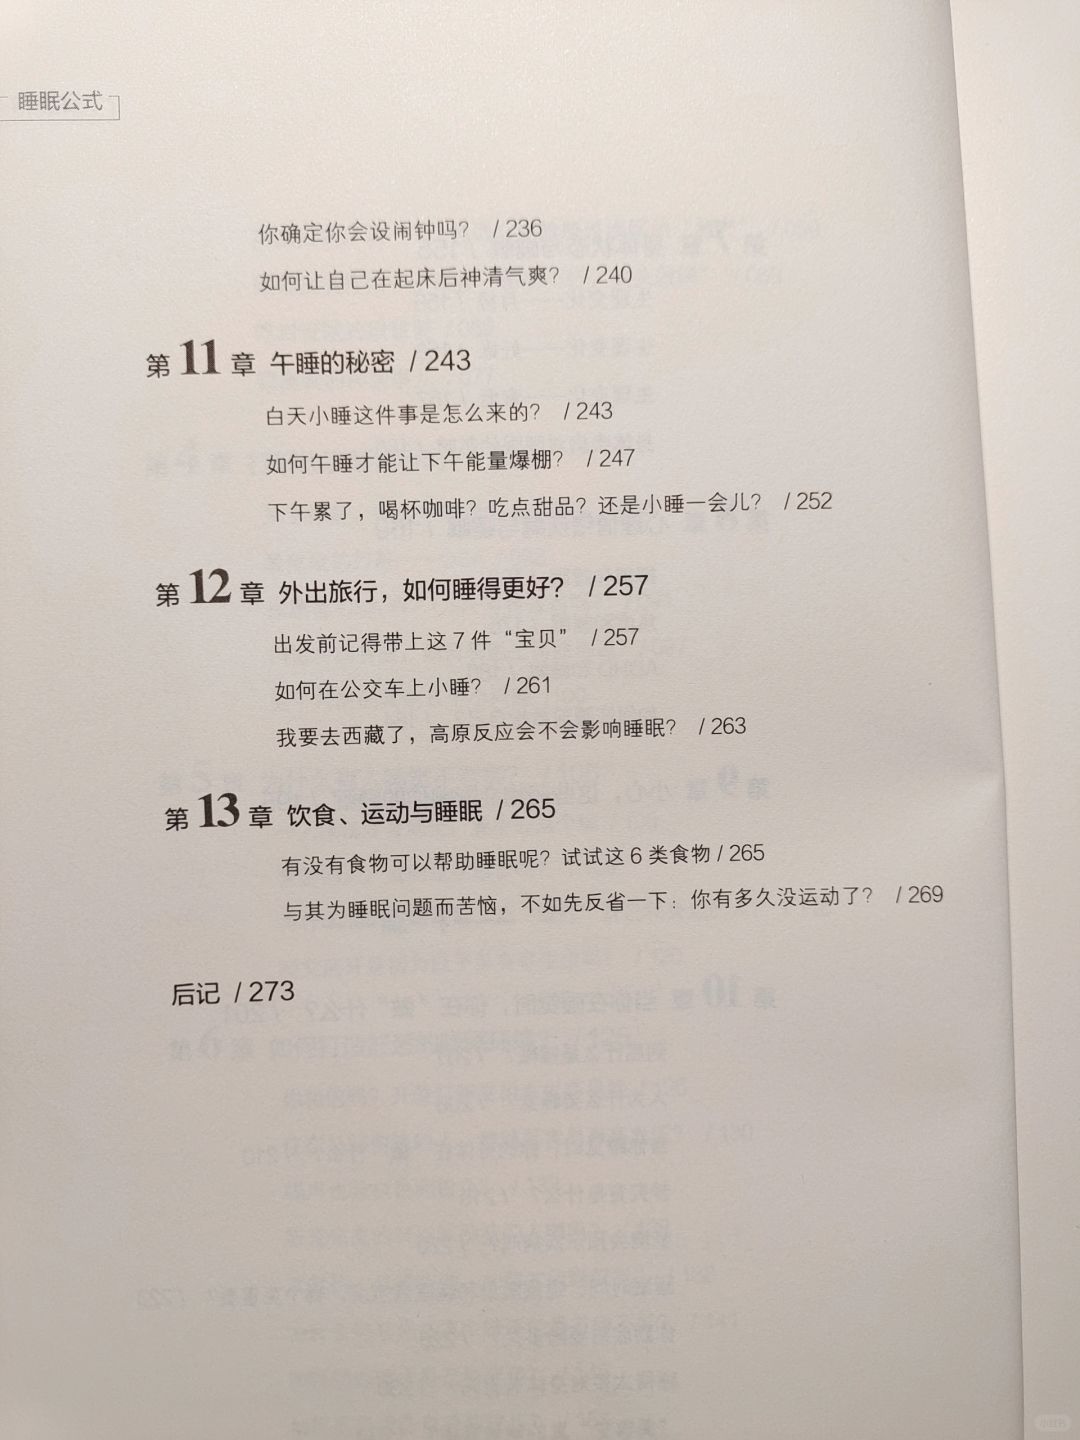 睡眠公式
你确定你会设闹钟吗？ / 236
如何让自己在起床后神清气爽？ / 240
第11章 午睡的秘密 / 243
白天小睡这件事是怎么来的？ / 243
如何午睡才能让下午能量爆棚？ / 247
下午累了，喝杯咖啡？吃点甜品？还是小睡一会儿？ / 252
第12章 外出旅行，如何睡得更好？ / 257
出发前记得带上这 7 件“宝贝” / 257
如何在公交车上小睡？ / 261
我要去西藏了，高原反应会不会影响睡眠？ / 263
第13章 饮食、运动与睡眠 / 265
有没有食物可以帮助睡眠呢？试试这 6 类食物 / 265
与其为睡眠问题而苦恼，不如先反省一下：你有多久没运动了？ / 269
后记 / 273